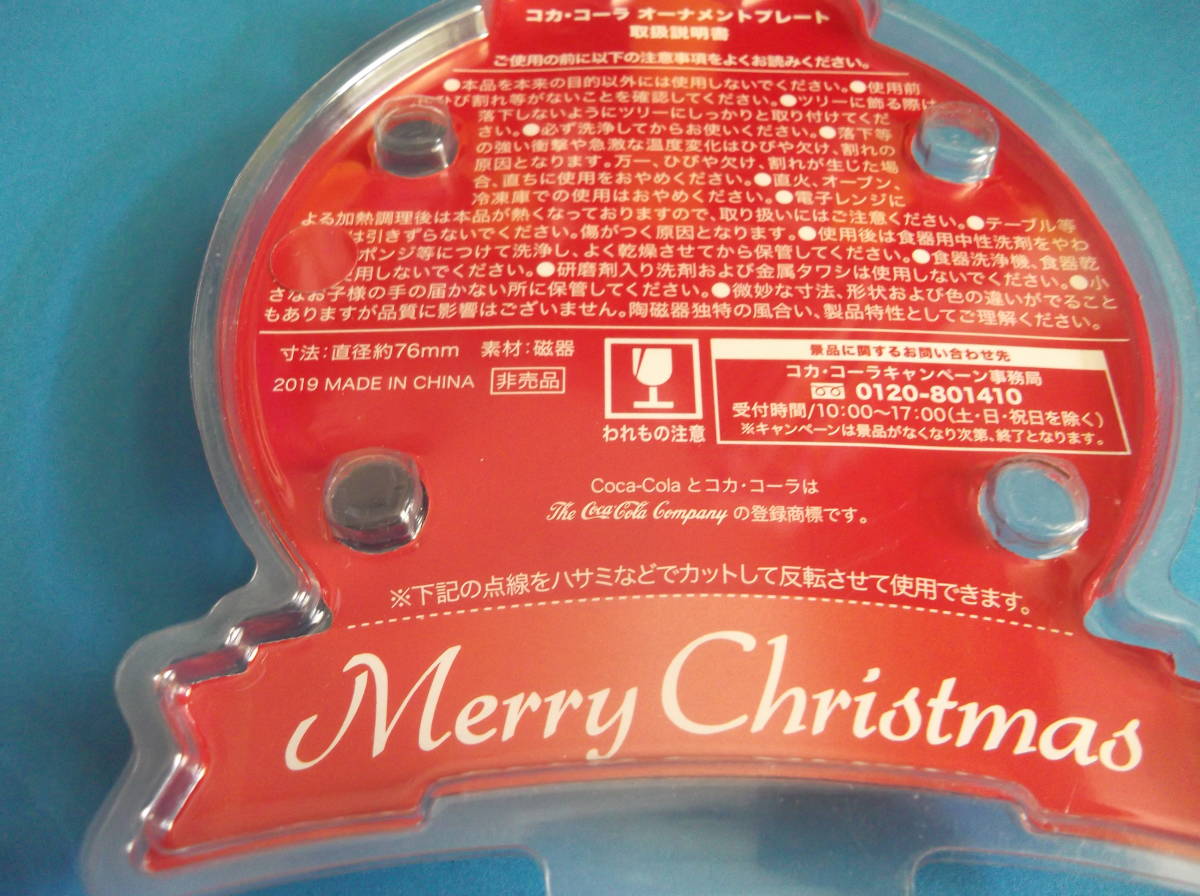 コカ・コーラ オーナメントプレート
取扱説明書
ご使用の前に以下の注意事項をよくお読みください。
●本品を本来の目的以外には使用しないでください。●使用前
ひび割れ等がないことを確認してください。●ツリーに飾る際は
落下しないようにツリーにしっかりと取り付けてくだ
さい。●必ず洗浄してからお使いください。●落下等
の強い衝撃や急激な温度変化はひびや欠け、割れの
原因となります。万一、ひびや欠け、割れが生じた場
合、直ちに使用をおやめください。●直火、オーブン、
冷凍庫での使用はおやめください。●電子レンジに
よる加熱調理後は本品が熱くなっておりますので、取り扱いにはご注意ください。●テーブル等
は引きずらないでください。傷がつく原因となります。●使用後は食器用中性洗剤をやわ
ポンジ等につけて洗浄し、よく乾燥させてから保管してください。●食器洗浄機、食器乾
用しないでください。●研磨剤入り洗剤および金属タワシは使用しないでください。●小
さなお子様の手の届かない所に保管してください。●微妙な寸法、形状および色の違いがでること
もありますが品質に影響はございません。陶磁器独特の風合い、製品特性としてご理解ください。
寸法:直径約76mm 素材:磁器
2019 MADE IN CHINA 非売品
われもの注意
景品に関するお問い合わせ先
コカ・コーラキャンペーン事務局
0120-801410
受付時間/10:00〜17:00(土・日・祝日を除く)
※キャンペーンは景品がなくなり次第、終了となります。
Coca-Cola とコカ・コーラは
The Coca-Cola Company の登録商標です。
※下記の点線をハサミなどでカットして反転させて使用できます。
Merry Christmas